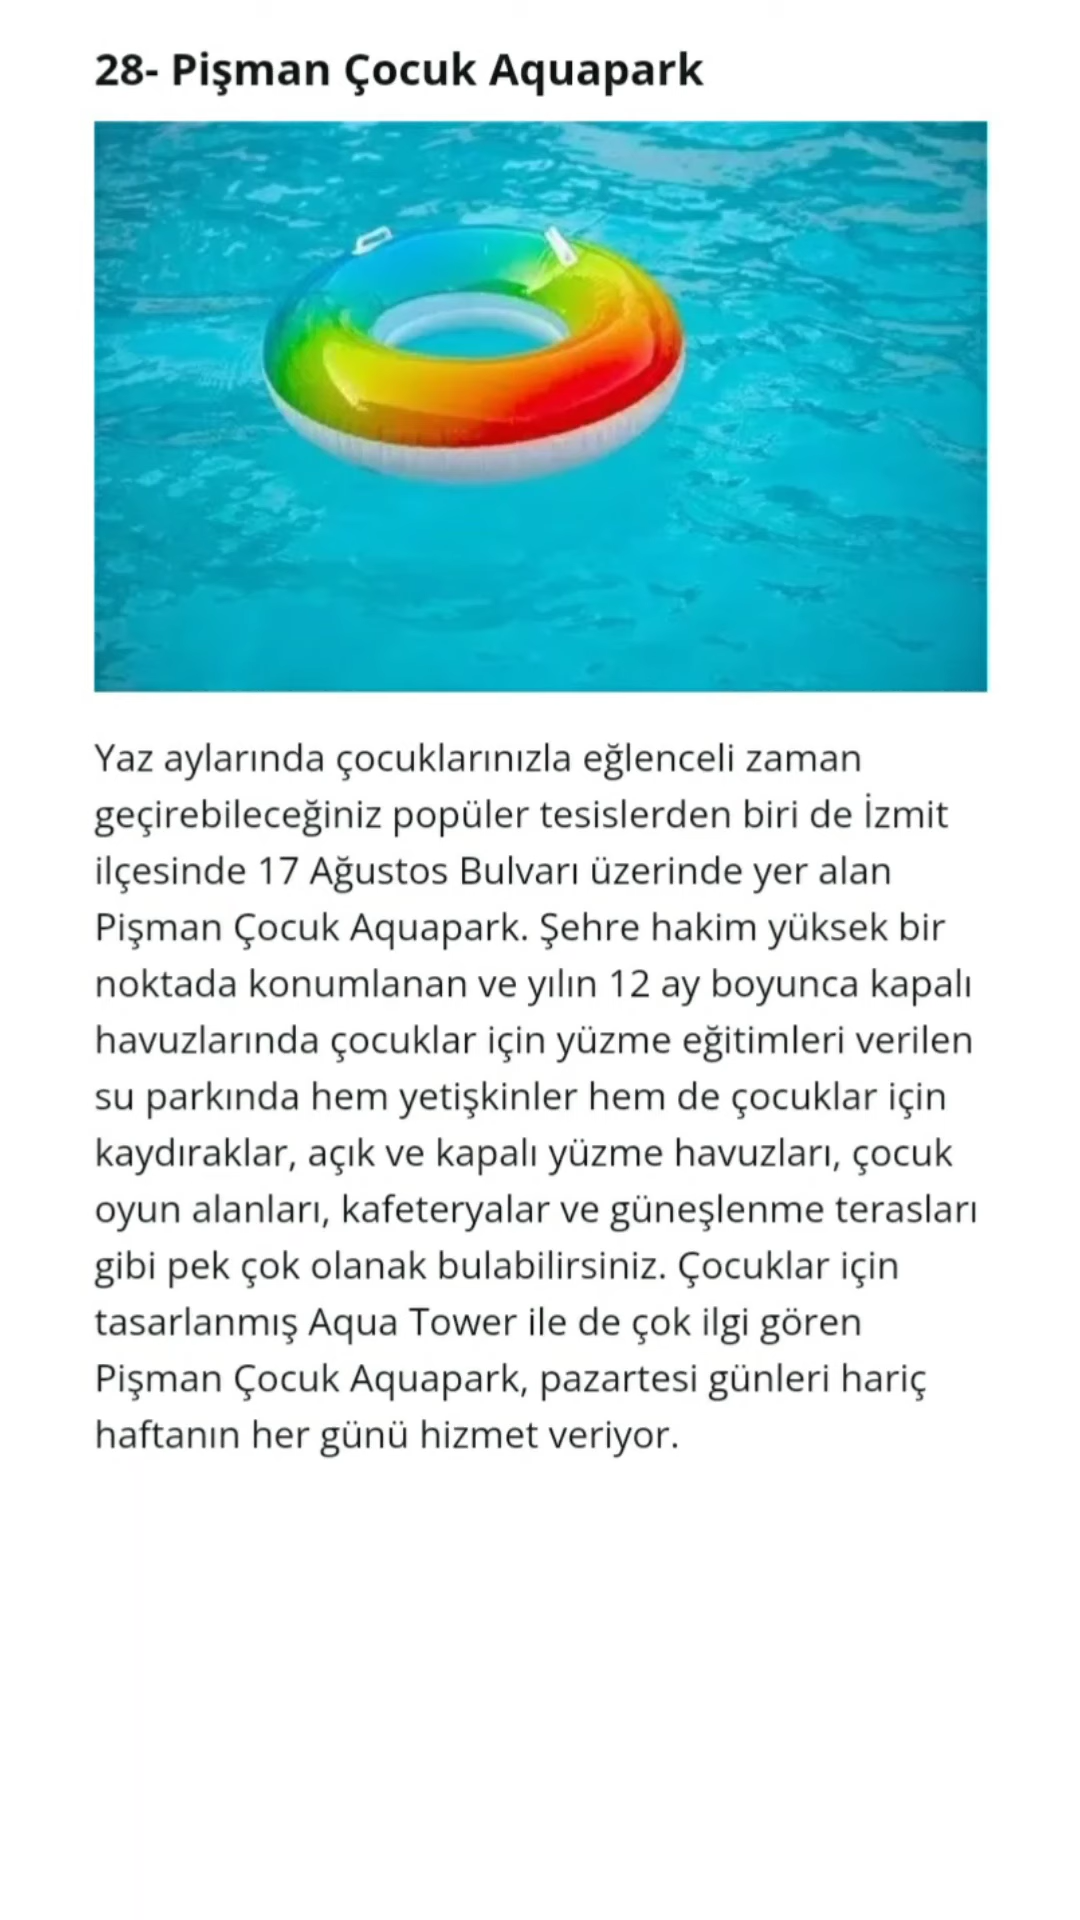 28- Pişman Çocuk Aquapark
Yaz aylarında çocuklarınızla eğlenceli zaman
geçirebileceğiniz popüler tesislerden biri de İzmit
ilçesinde 17 Ağustos Bulvarı üzerinde yer alan
Pişman Çocuk Aquapark. Şehre hakim yüksek bir
noktada konumlanan ve yılın 12 ay boyunca kapalı
havuzlarında çocuklar için yüzme eğitimleri verilen
su parkında hem yetişkinler hem de çocuklar için
kaydıraklar, açık ve kapalı yüzme havuzları, çocuk
oyun alanları, kafeteryalar ve güneşlenme terasları
gibi pek çok olanak bulabilirsiniz. Çocuklar için
tasarlanmış Aqua Tower ile de çok ilgi gören
Pişman Çocuk Aquapark, pazartesi günleri hariç
haftanın her günü hizmet veriyor.